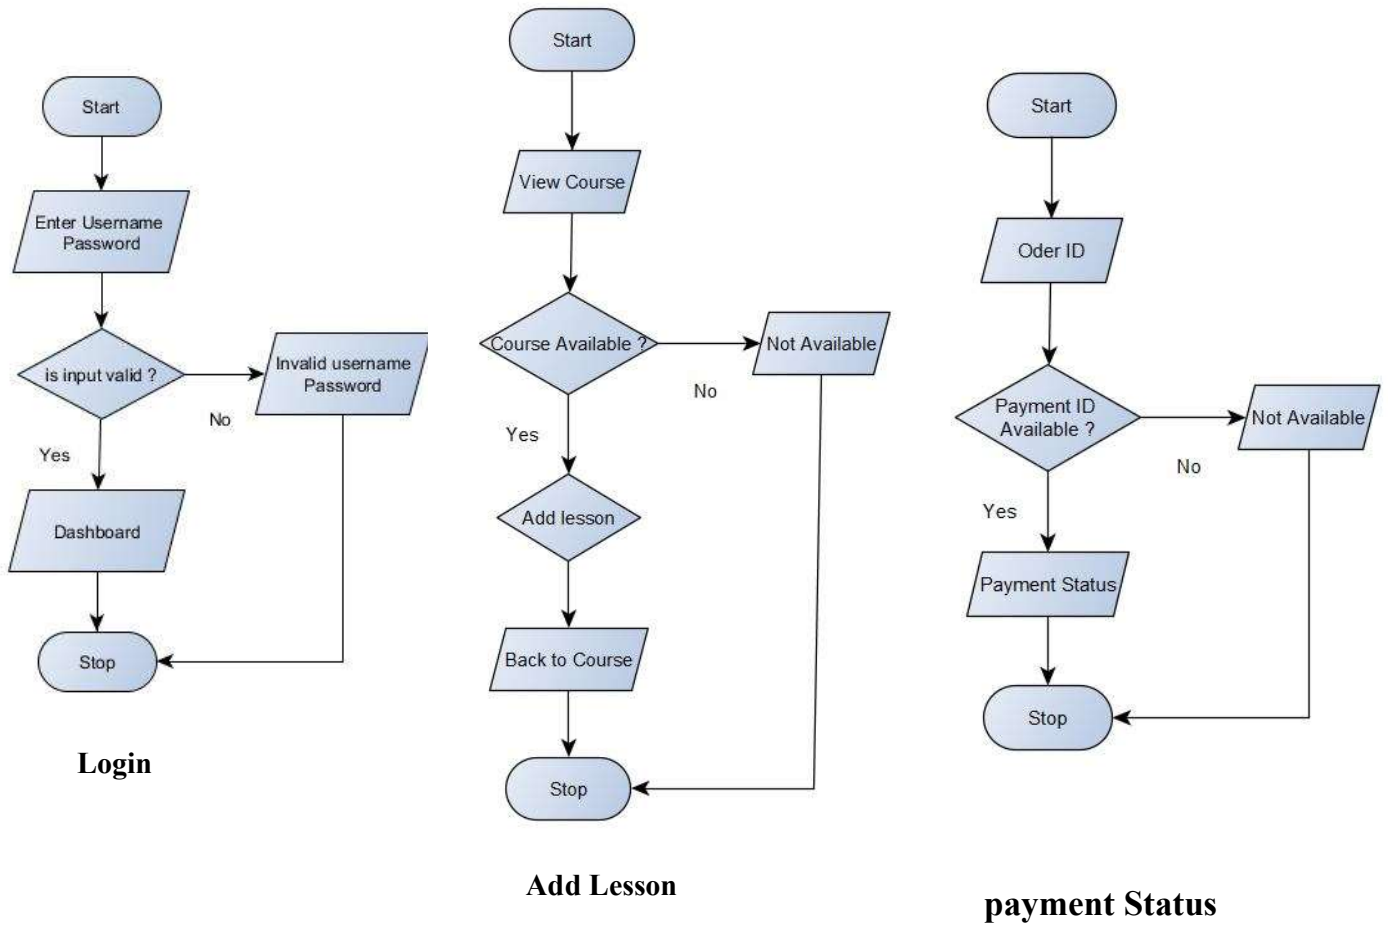 Start
Enter Username
Password
is input valid ?
No
Invalid username
Password
Yes
Dashboard
Stop
Login
Start
View Course
Course Available ?
No
Not Available
Yes
Add lesson
Back to Course
Stop
Add Lesson
Start
Oder ID
Payment ID
Available ?
No
Not Available
Yes
Payment Status
Stop
payment Status